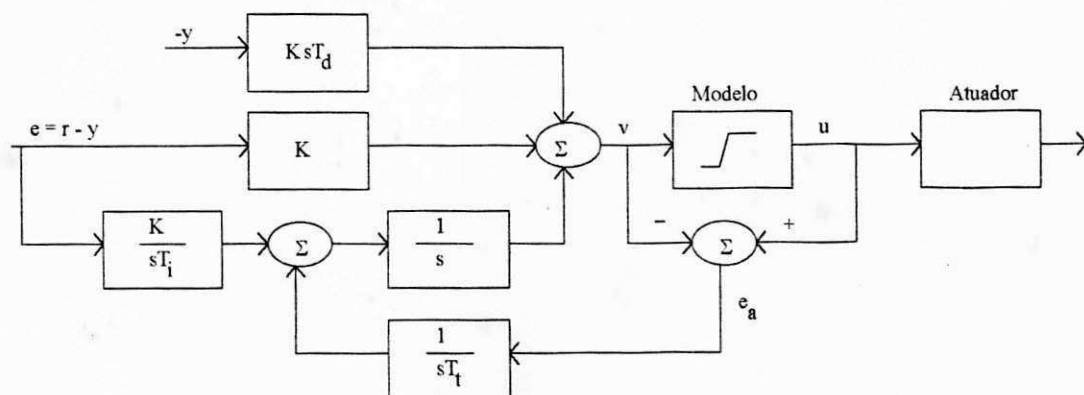 -y
K sT_d
Modelo
Atuador
e = r - y
K
Σ
v
u
K
sT_i
Σ
1
s
−
Σ
+
e_a
1
sT_t